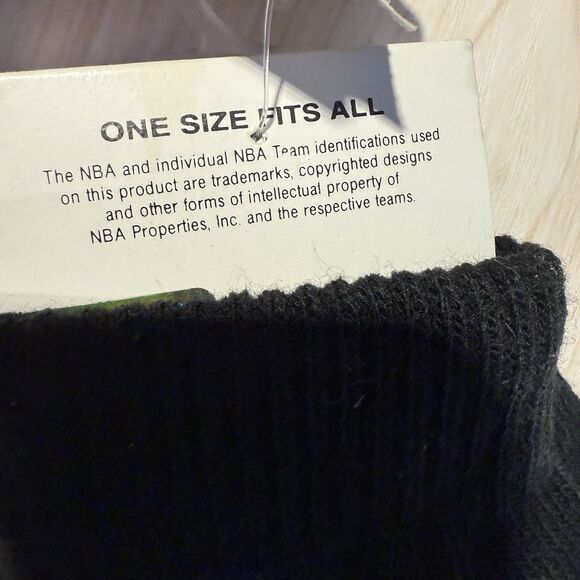 ONE SIZE FITS ALL
The NBA and individual NBA Team identifications used
on this product are trademarks, copyrighted designs
and other forms of intellectual property of
NBA Properties, Inc. and the respective teams.